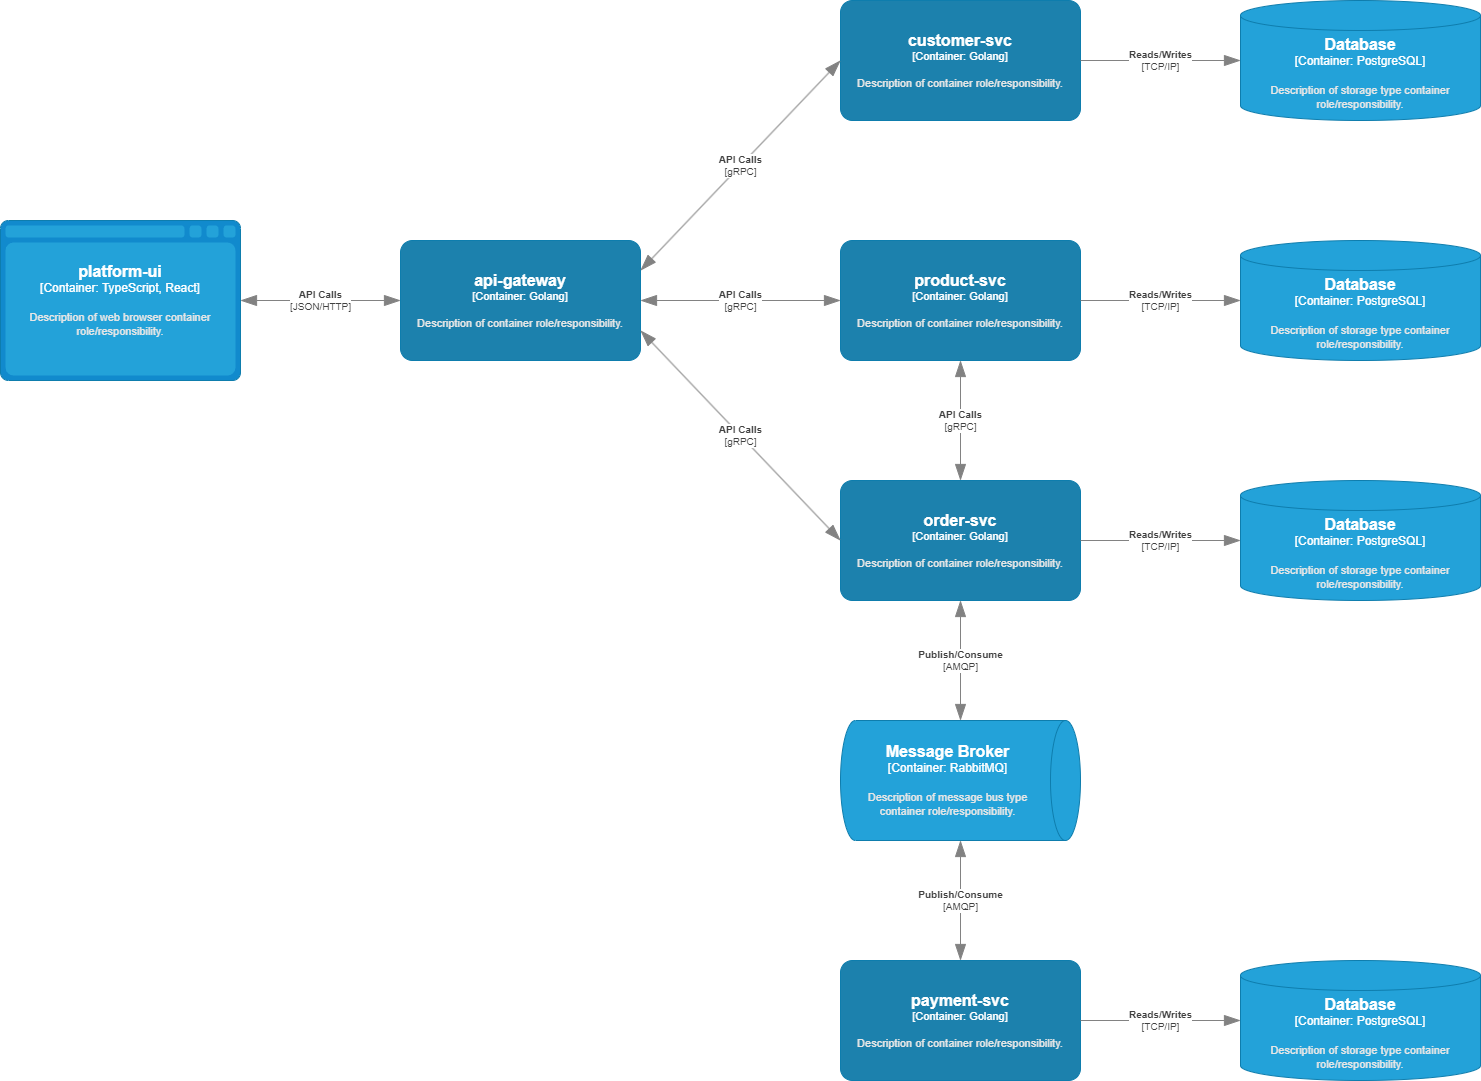 customer-svc
[Container: Golang]
Description of container role/responsibility.
Reads/Writes
[TCP/IP]
Database
[Container: PostgreSQL]
Description of storage type container
role/responsibility.
API Calls
[gRPC]
platform-ui
[Container: TypeScript, React]
Description of web browser container
role/responsibility.
API Calls
[JSON/HTTP]
api-gateway
[Container: Golang]
Description of container role/responsibility.
API Calls
[gRPC]
product-svc
[Container: Golang]
Description of container role/responsibility.
Reads/Writes
[TCP/IP]
Database
[Container: PostgreSQL]
Description of storage type container
role/responsibility.
API Calls
[gRPC]
API Calls
[gRPC]
order-svc
[Container: Golang]
Description of container role/responsibility.
Reads/Writes
[TCP/IP]
Database
[Container: PostgreSQL]
Description of storage type container
role/responsibility.
Publish/Consume
[AMQP]
Message Broker
[Container: RabbitMQ]
Description of message bus type
container role/responsibility.
Publish/Consume
[AMQP]
payment-svc
[Container: Golang]
Description of container role/responsibility.
Reads/Writes
[TCP/IP]
Database
[Container: PostgreSQL]
Description of storage type container
role/responsibility.